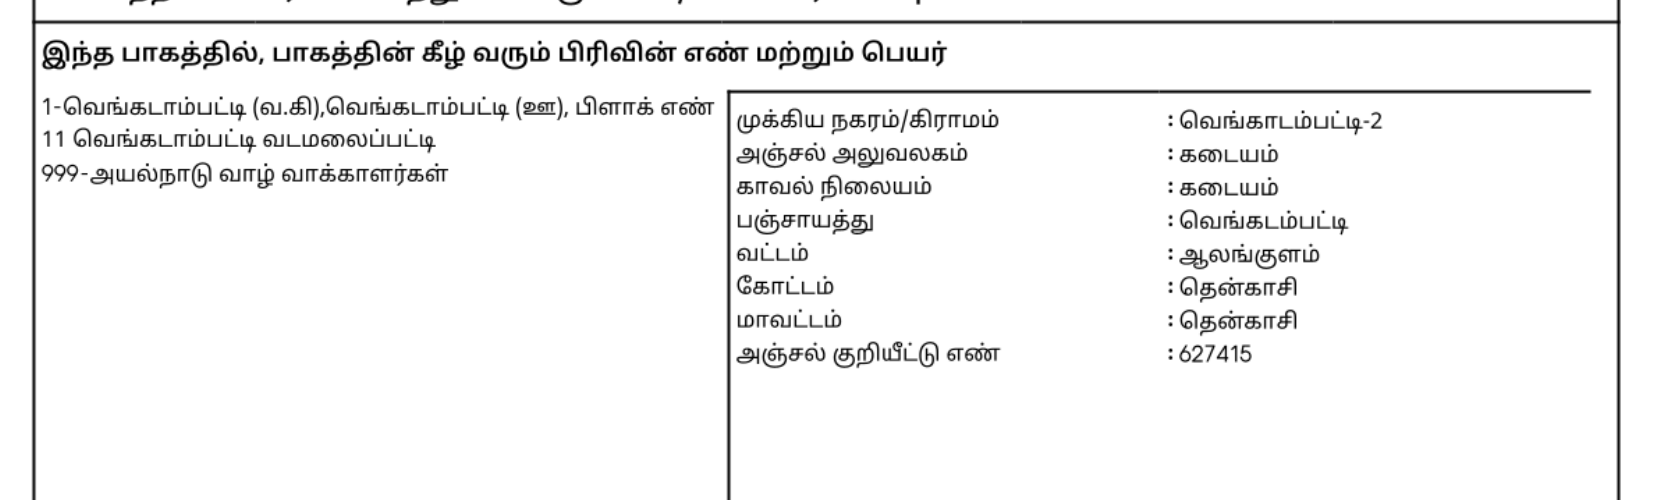 இந்த பாகத்தில், பாகத்தின் கீழ் வரும் பிரிவின் எண் மற்றும் பெயர்
1-வெங்கடாம்பட்டி (வ.கி),வெங்கடாம்பட்டி (ஊ), பிளாக் எண்
11 வெங்கடாம்பட்டி வடமலைப்பட்டி
999-அயல்நாடு வாழ் வாக்காளர்கள்
முக்கிய நகரம்/கிராமம் : வெங்காடம்பட்டி-2
அஞ்சல் அலுவலகம் : கடையம்
காவல் நிலையம் : கடையம்
பஞ்சாயத்து : வெங்கடம்பட்டி
வட்டம் : ஆலங்குளம்
கோட்டம் : தென்காசி
மாவட்டம் : தென்காசி
அஞ்சல் குறியீட்டு எண் : 627415